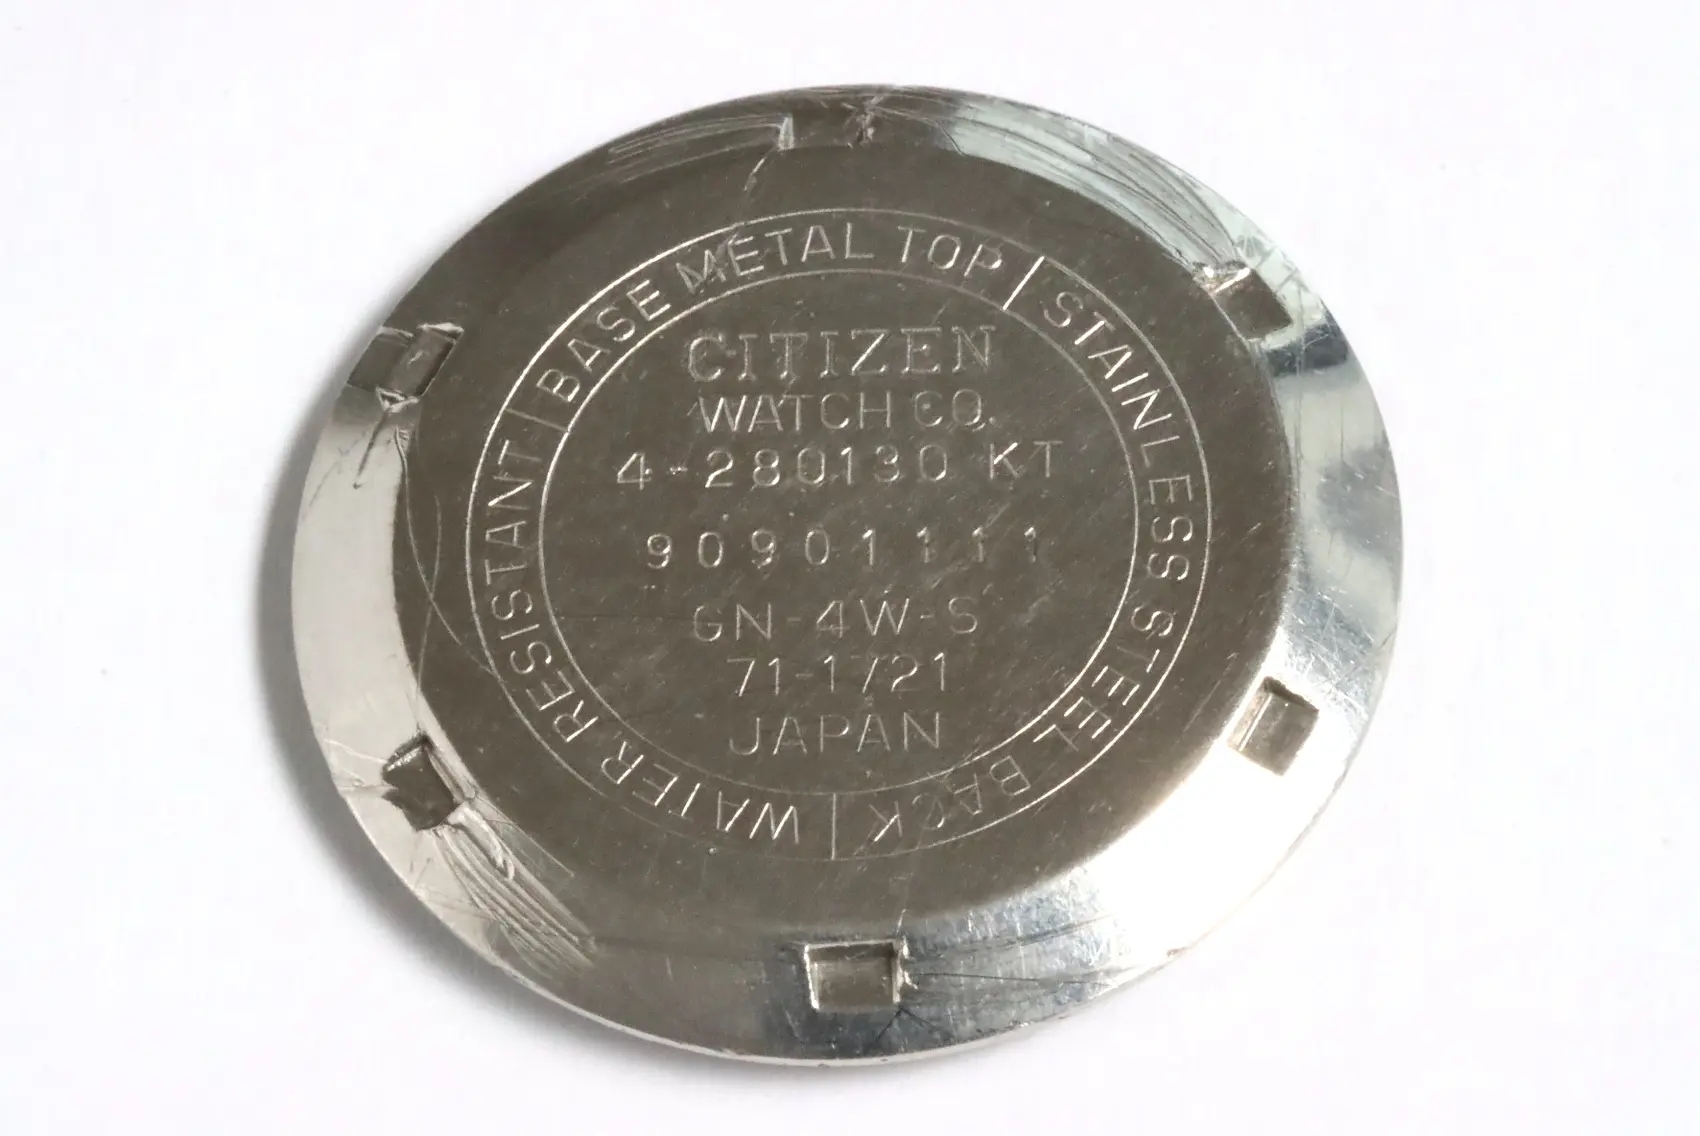 BASE METAL TOP | STAINLESS STEEL BACK | WATER RESISTANT |
CITIZEN
WATCH CO.
4-280130 KT
90901111
GN-4W-S
71-1721
JAPAN